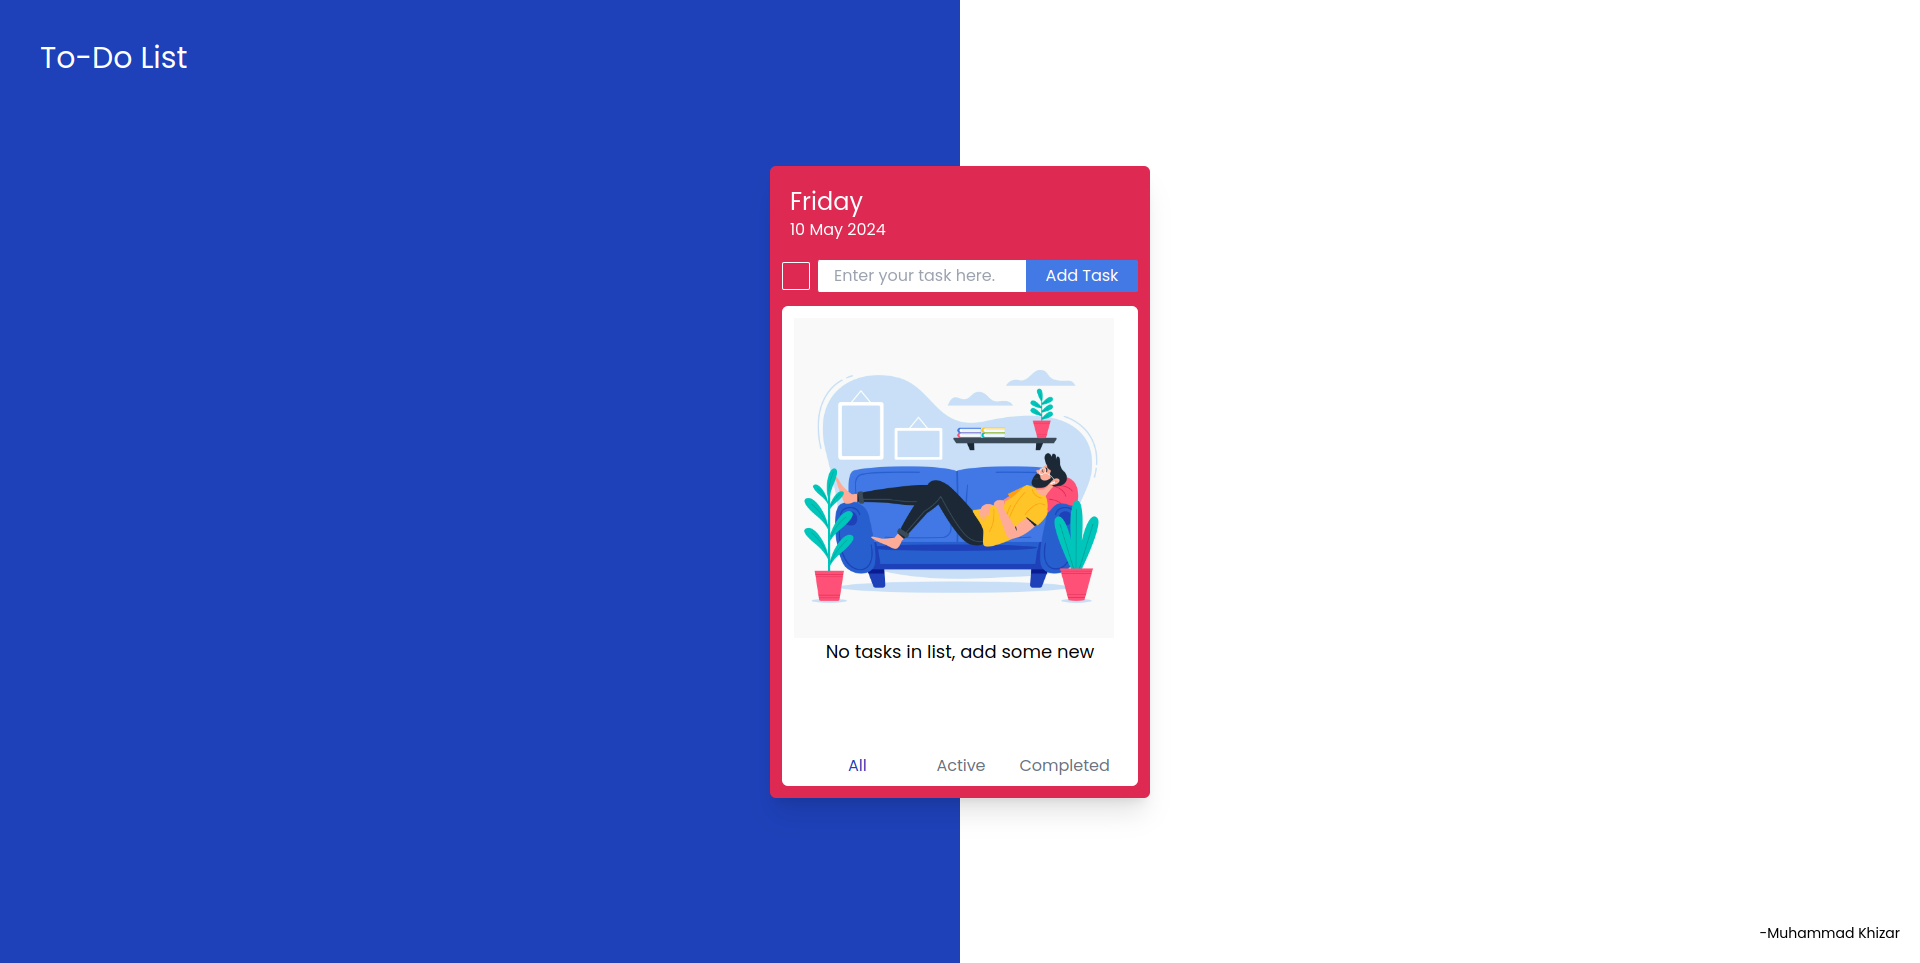 To-Do List
Friday
10 May 2024
Enter your task here.
Add Task
No tasks in list, add some new
All
Active
Completed
-Muhammad Khizar